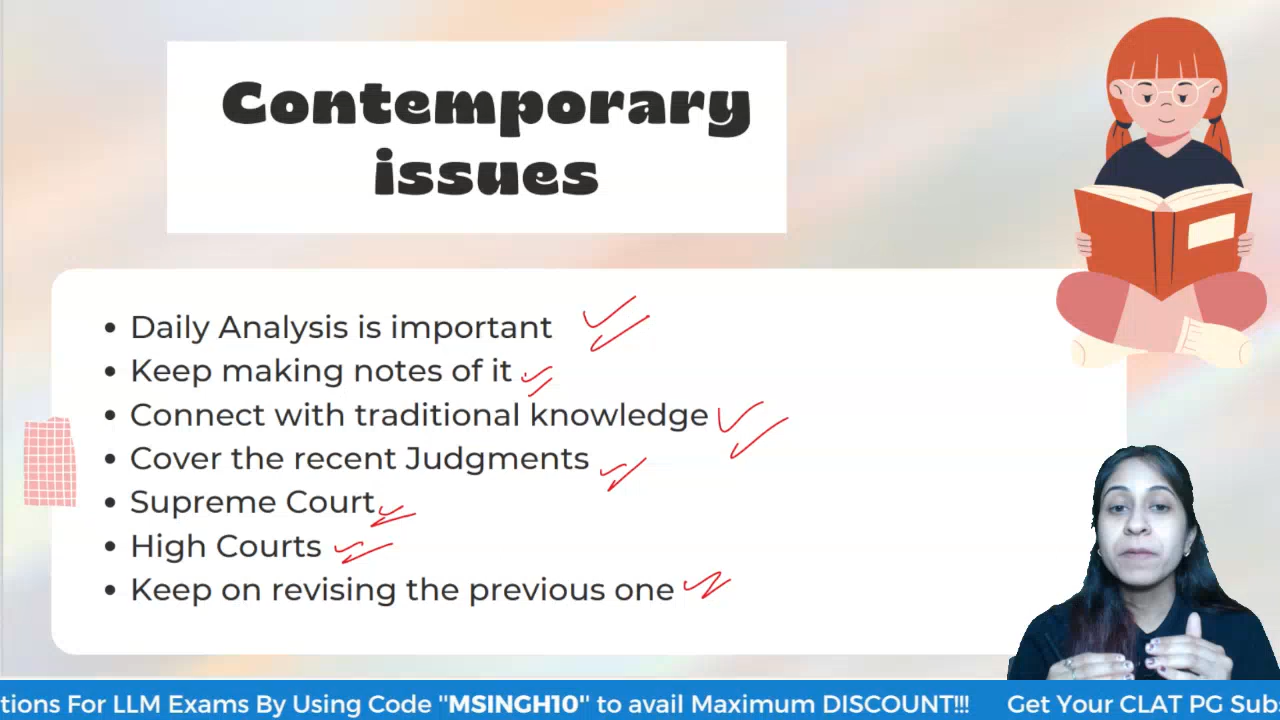 Contemporary
issues
• Daily Analysis is important
• Keep making notes of it
• Connect with traditional knowledge
• Cover the recent Judgments
• Supreme Court
• High Courts
• Keep on revising the previous one
tions For LLM Exams By Using Code "MSINGH10" to avail Maximum DISCOUNT!!! Get Your CLAT PG Subs